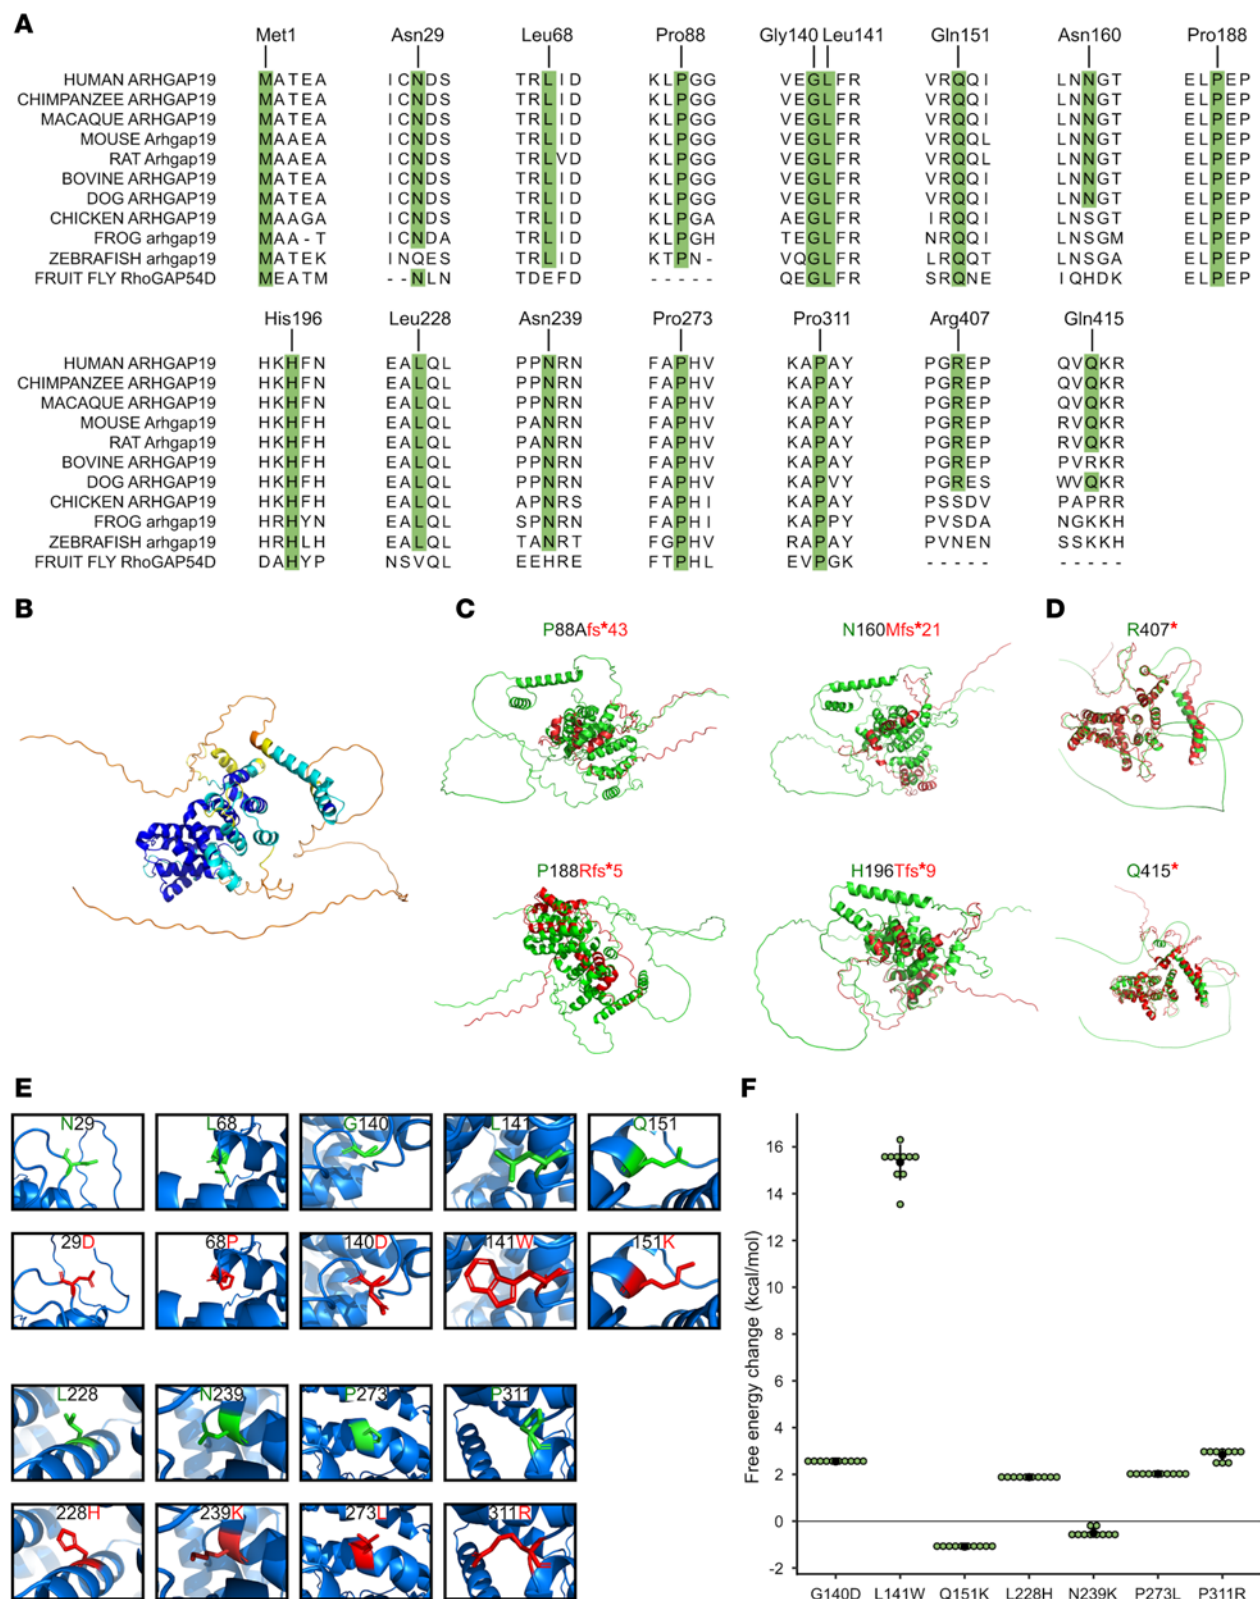 A
Met1 Asn29 Leu68 Pro88 Gly140 Leu141 Gln151 Asn160 Pro188
HUMAN ARHGAP19 MATEA ICNDS TRLID KLPGG VEGLFR VRQQI LNNGT ELPEP
CHIMPANZEE ARHGAP19 MATEA ICNDS TRLID KLPGG VEGLFR VRQQI LNNGT ELPEP
MACAQUE ARHGAP19 MATEA ICNDS TRLID KLPGG VEGLFR VRQQI LNNGT ELPEP
MOUSE Arhgap19 MAAEA ICNDS TRLID KLPGG VEGLFR VRQQL LNNGT ELPEP
RAT Arhgap19 MAAEA ICNDS TRLVD KLPGG VEGLFR VRQQL LNNGT ELPEP
BOVINE ARHGAP19 MATEA ICNDS TRLID KLPGG VEGLFR VRQQI LNNGT ELPEP
DOG ARHGAP19 MATEA ICNDS TRLID KLPGG VEGLFR VRQQI LNNGT ELPEP
CHICKEN ARHGAP19 MAAGA ICNDS TRLID KLPGA AEGLFR IRQQI LNSGT ELPEP
FROG arhgap19 MAA-T ICNDA TRLID KLPGH TEGLFR NRQQI LNSGM ELPEP
ZEBRAFISH arhgap19 MATEK INQES TRLID KTPN- VQGLFR LRQQT LNSGA ELPEP
FRUIT FLY RhoGAP54D MEATM --NLN TDEFD ----- QEGLFR SRQNE IQHDK ELPEP
His196 Leu228 Asn239 Pro273 Pro311 Arg407 Gln415
HUMAN ARHGAP19 HKHFN EALQL PPNRN FAPHV KAPAY PGREP QVQKR
CHIMPANZEE ARHGAP19 HKHFN EALQL PPNRN FAPHV KAPAY PGREP QVQKR
MACAQUE ARHGAP19 HKHFN EALQL PPNRN FAPHV KAPAY PGREP QVQKR
MOUSE Arhgap19 HKHFH EALQL PANRN FAPHV KAPAY PGREP RVQKR
RAT Arhgap19 HKHFH EALQL PANRN FAPHV KAPAY PGREP RVQKR
BOVINE ARHGAP19 HKHFH EALQL PPNRN FAPHV KAPAY PGREP PVRKR
DOG ARHGAP19 HKHFH EALQL PPNRN FAPHV KAPVY PGRES WVQKR
CHICKEN ARHGAP19 HKHFH EALQL APNRS FAPHI KAPAY PSSDV PAPRR
FROG arhgap19 HRHYN EALQL SPNRN FAPHI KAPPY PVSDA NGKKH
ZEBRAFISH arhgap19 HRHLH EALQL TANRT FGPHV RAPAY PVNEN SSKKH
FRUIT FLY RhoGAP54D DAHYP NSVQL EEHRE FTPHL EVPGK ----- -----
B
C
P88Afs*43 N160Mfs*21
P188Rfs*5 H196Tfs*9
D
R407*
Q415*
E
N29 L68 G140 L141 Q151
29D 68P 140D 141W 151K
L228 N239 P273 P311
228H 239K 273L 311R
F
Free energy change (kcal/mol)
16
14
12
10
8
6
4
2
0
-2
G140D L141W Q151K L228H N239K P273L P311R